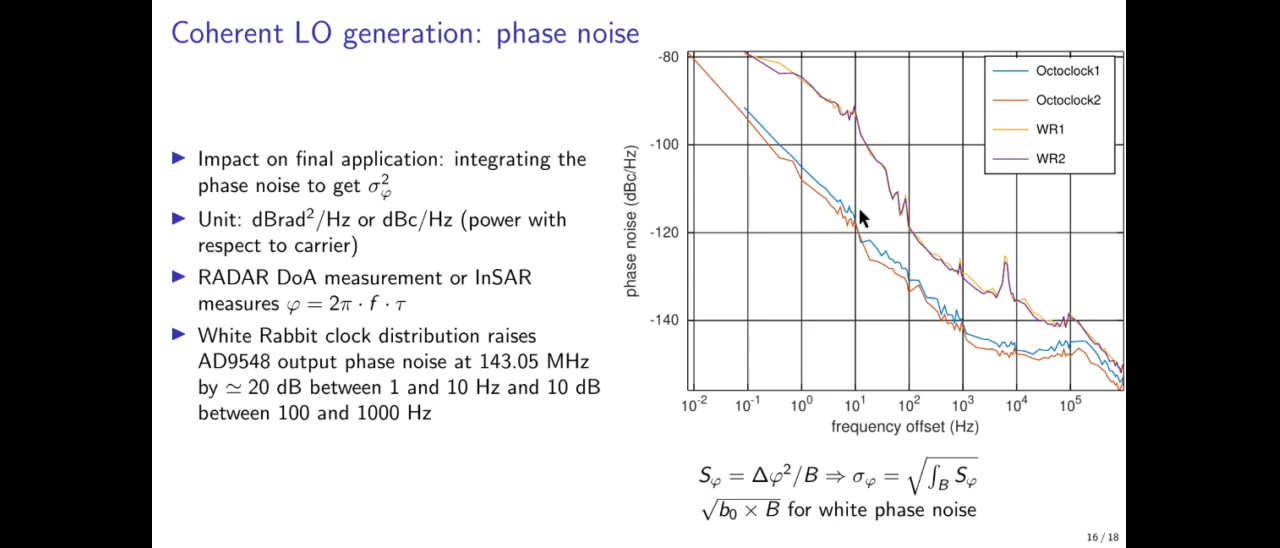 Coherent LO generation: phase noise
▶ Impact on final application: integrating the
phase noise to get σ²φ
▶ Unit: dBrad²/Hz or dBc/Hz (power with
respect to carrier)
▶ RADAR DoA measurement or InSAR
measures φ = 2π · f · τ
▶ White Rabbit clock distribution raises
AD9548 output phase noise at 143.05 MHz
by ≃ 20 dB between 1 and 10 Hz and 10 dB
between 100 and 1000 Hz
phase noise (dBc/Hz)
-80
-100
-120
-140
Octoclock1
Octoclock2
WR1
WR2
10⁻² 10⁻¹ 10⁰ 10¹ 10² 10³ 10⁴ 10⁵
frequency offset (Hz)
Sφ = Δφ²/B ⇒ σφ = √∫B Sφ
√b₀ × B for white phase noise
16 / 18